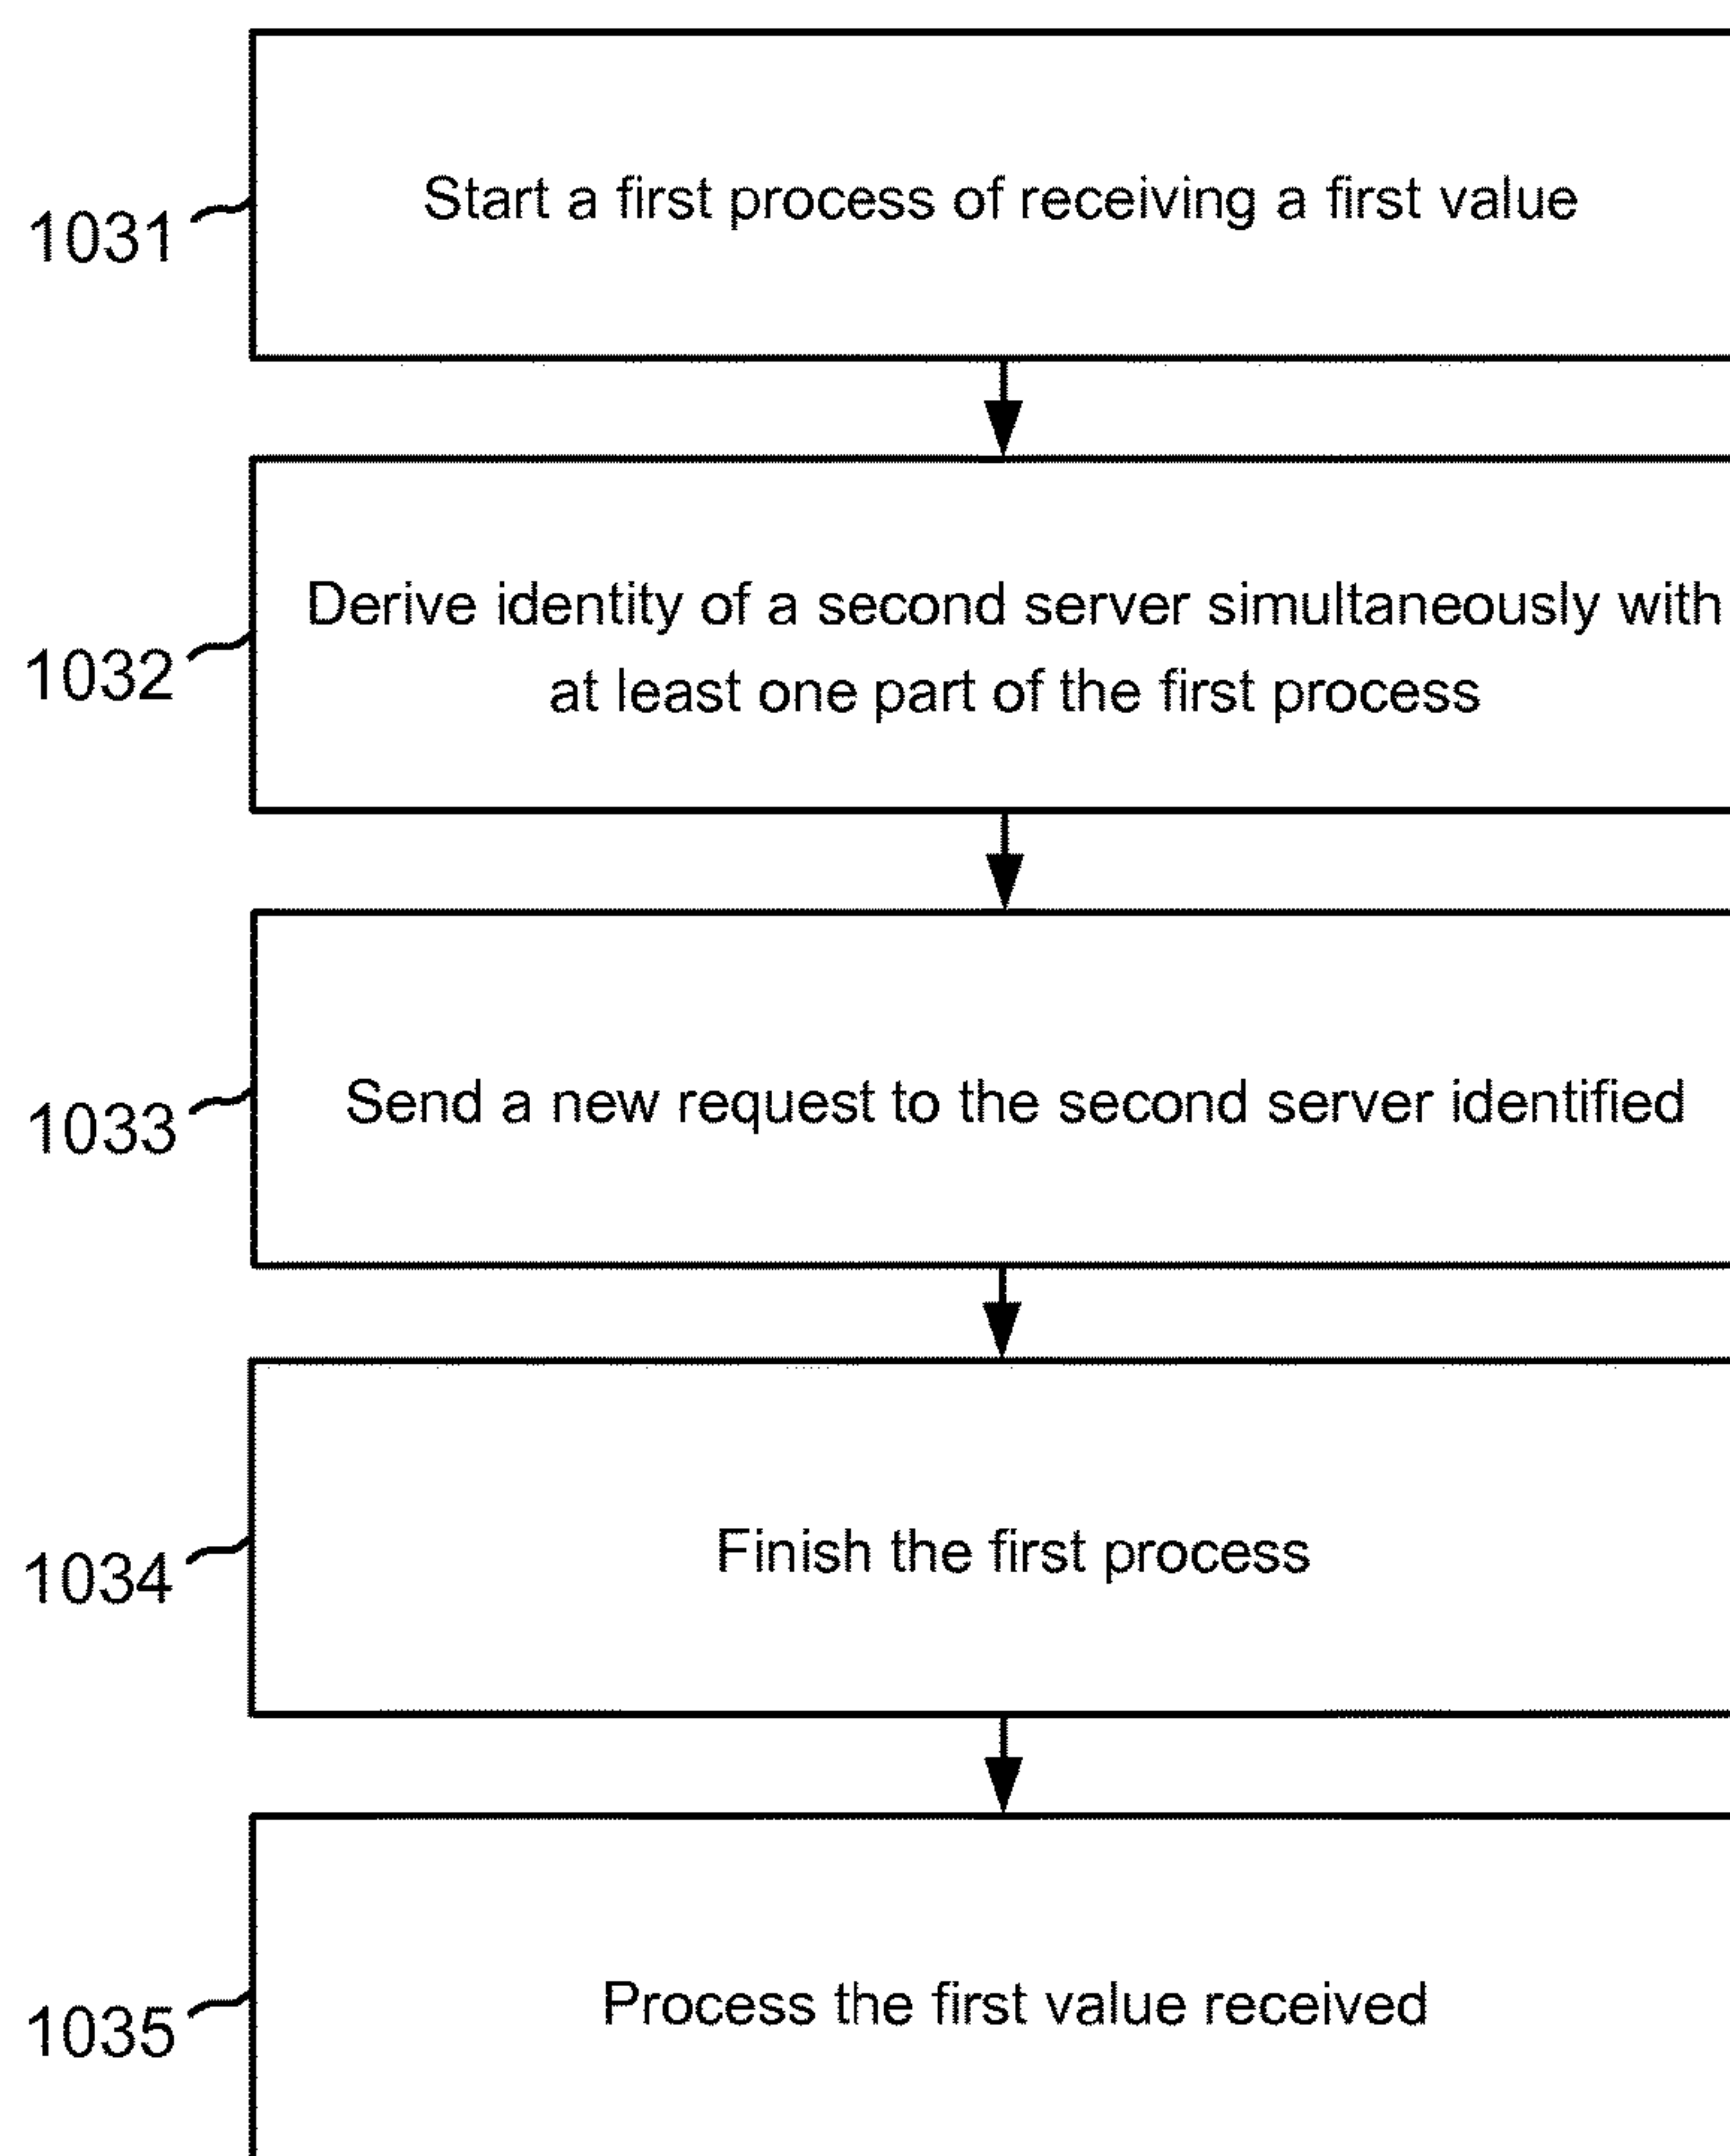 Start a first process of receiving a first value
1031
Derive identity of a second server simultaneously with
at least one part of the first process
1032
Send a new request to the second server identified
1033
Finish the first process
1034
Process the first value received
1035